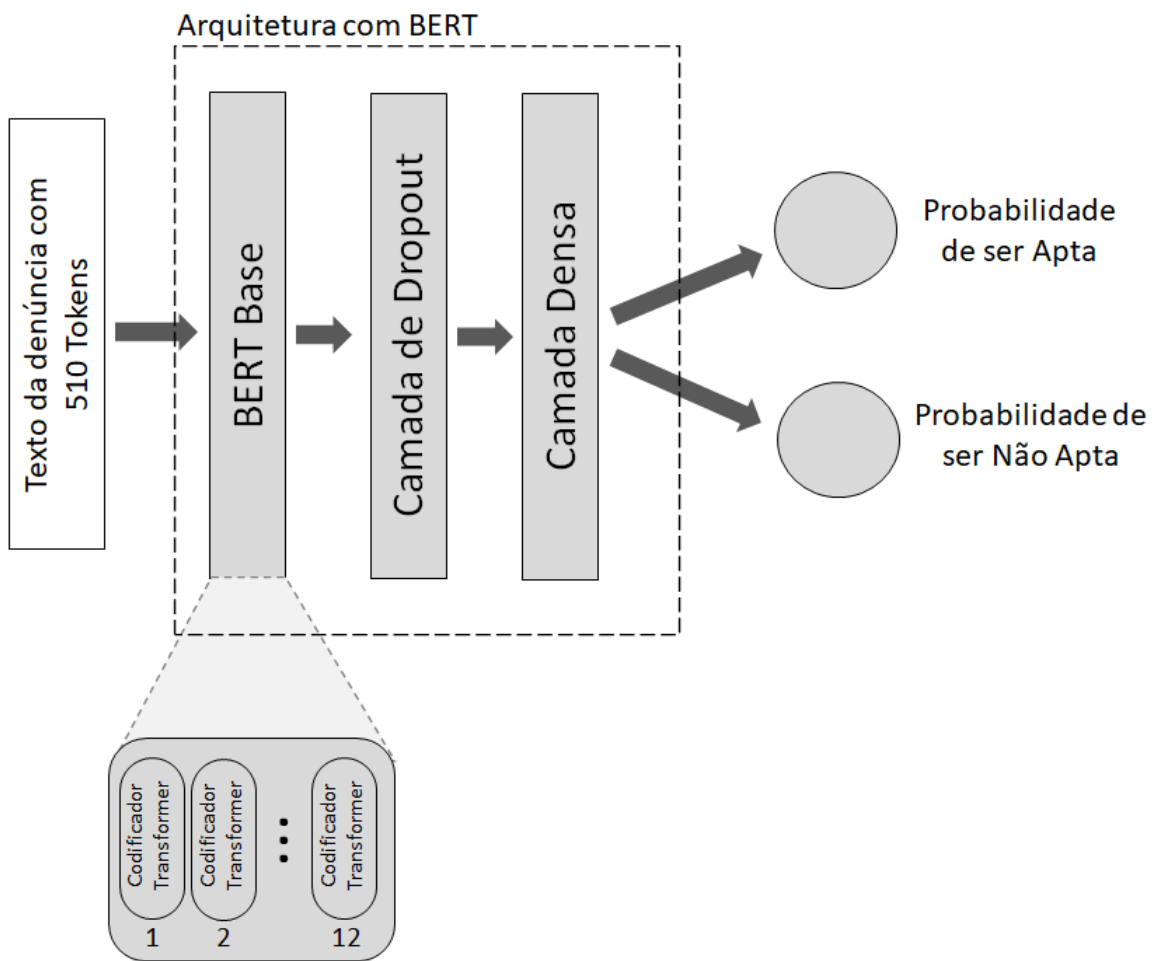 Arquitetura com BERT
Texto da denúncia com
510 Tokens
BERT Base
Camada de Dropout
Camada Densa
Probabilidade
de ser Apta
Probabilidade de
ser Não Apta
Codificador
Transformer
1
Codificador
Transformer
2
...
Codificador
Transformer
12